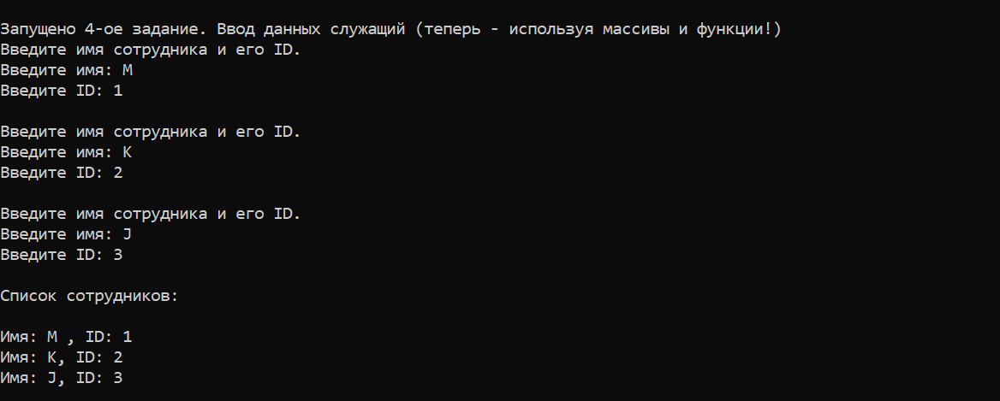 Запущено 4-ое задание. Ввод данных служащий (теперь - используя массивы и функции!)
Введите имя сотрудника и его ID.
Введите имя: M
Введите ID: 1
Введите имя сотрудника и его ID.
Введите имя: K
Введите ID: 2
Введите имя сотрудника и его ID.
Введите имя: J
Введите ID: 3
Список сотрудников:
Имя: M , ID: 1
Имя: K, ID: 2
Имя: J, ID: 3